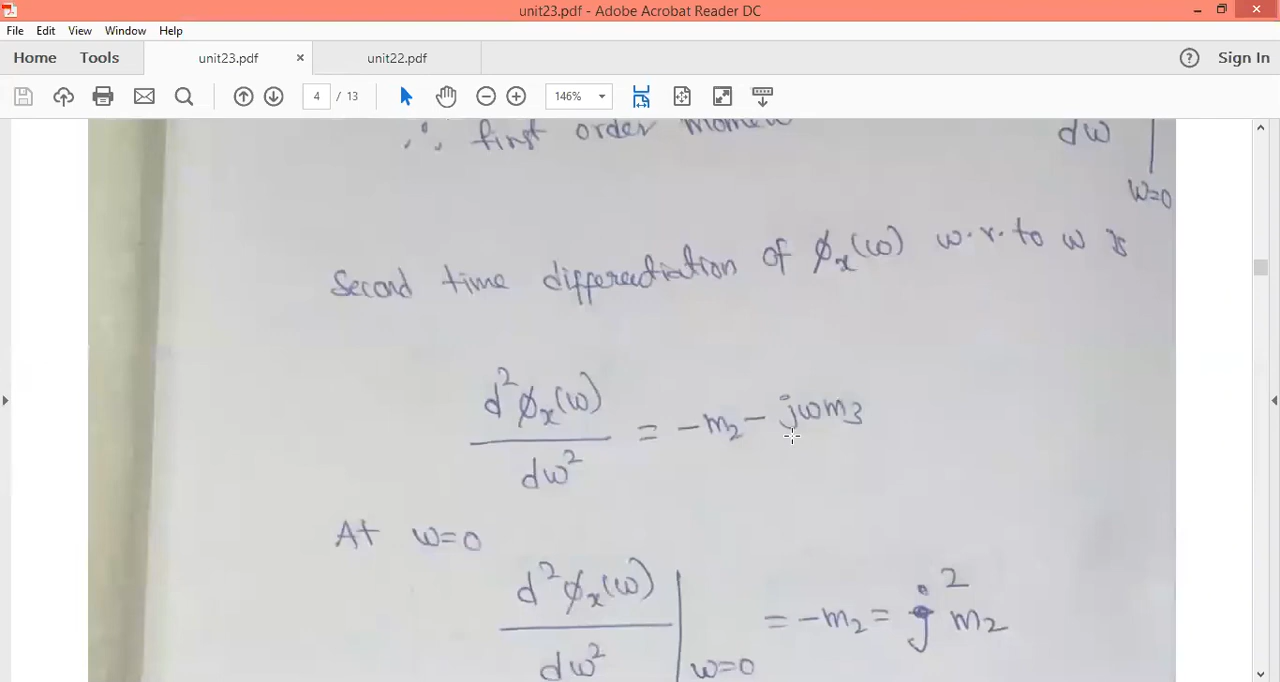 unit23.pdf - Adobe Acrobat Reader DC
File Edit View Window Help
Home Tools unit23.pdf × unit22.pdf ? Sign In
4 / 13 146%
∴ first order
dω |
ω=0
Second time differentiation of ϕₓ(ω) w.r.to ω is
d²ϕₓ(ω)/dω² = -m₂ - jωm₃
At ω=0
d²ϕₓ(ω)/dω² |ω=0 = -m₂ = j² m₂